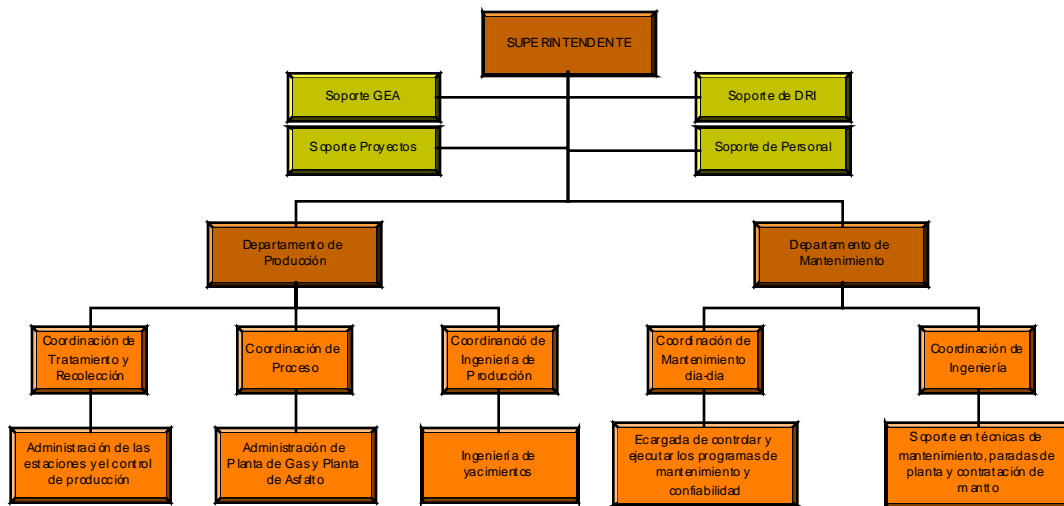 SUPERINTENDENTE
Soporte GEA
Soporte de DRI
Soporte Proyectos
Soporte de Personal
Departamento de
Producción
Departamento de
Mantenimiento
Coordinación de
Tratamiento y
Recolección
Coordinación de
Proceso
Coordinanció de
Ingeniería de
Producción
Coordinación de
Mantenimiento
dia-dia
Coordinación de
Ingeniería
Administración de las
estaciones y el control
de producción
Administración de
Planta de Gas y Planta
de Asfalto
Ingeniería de
yacimientos
Ecargada de controlar y
ejecutar los programas de
mantenimiento y
confiabilidad
Soporte en técnicas de
mantenimiento, paradas de
planta y contratación de
mantto